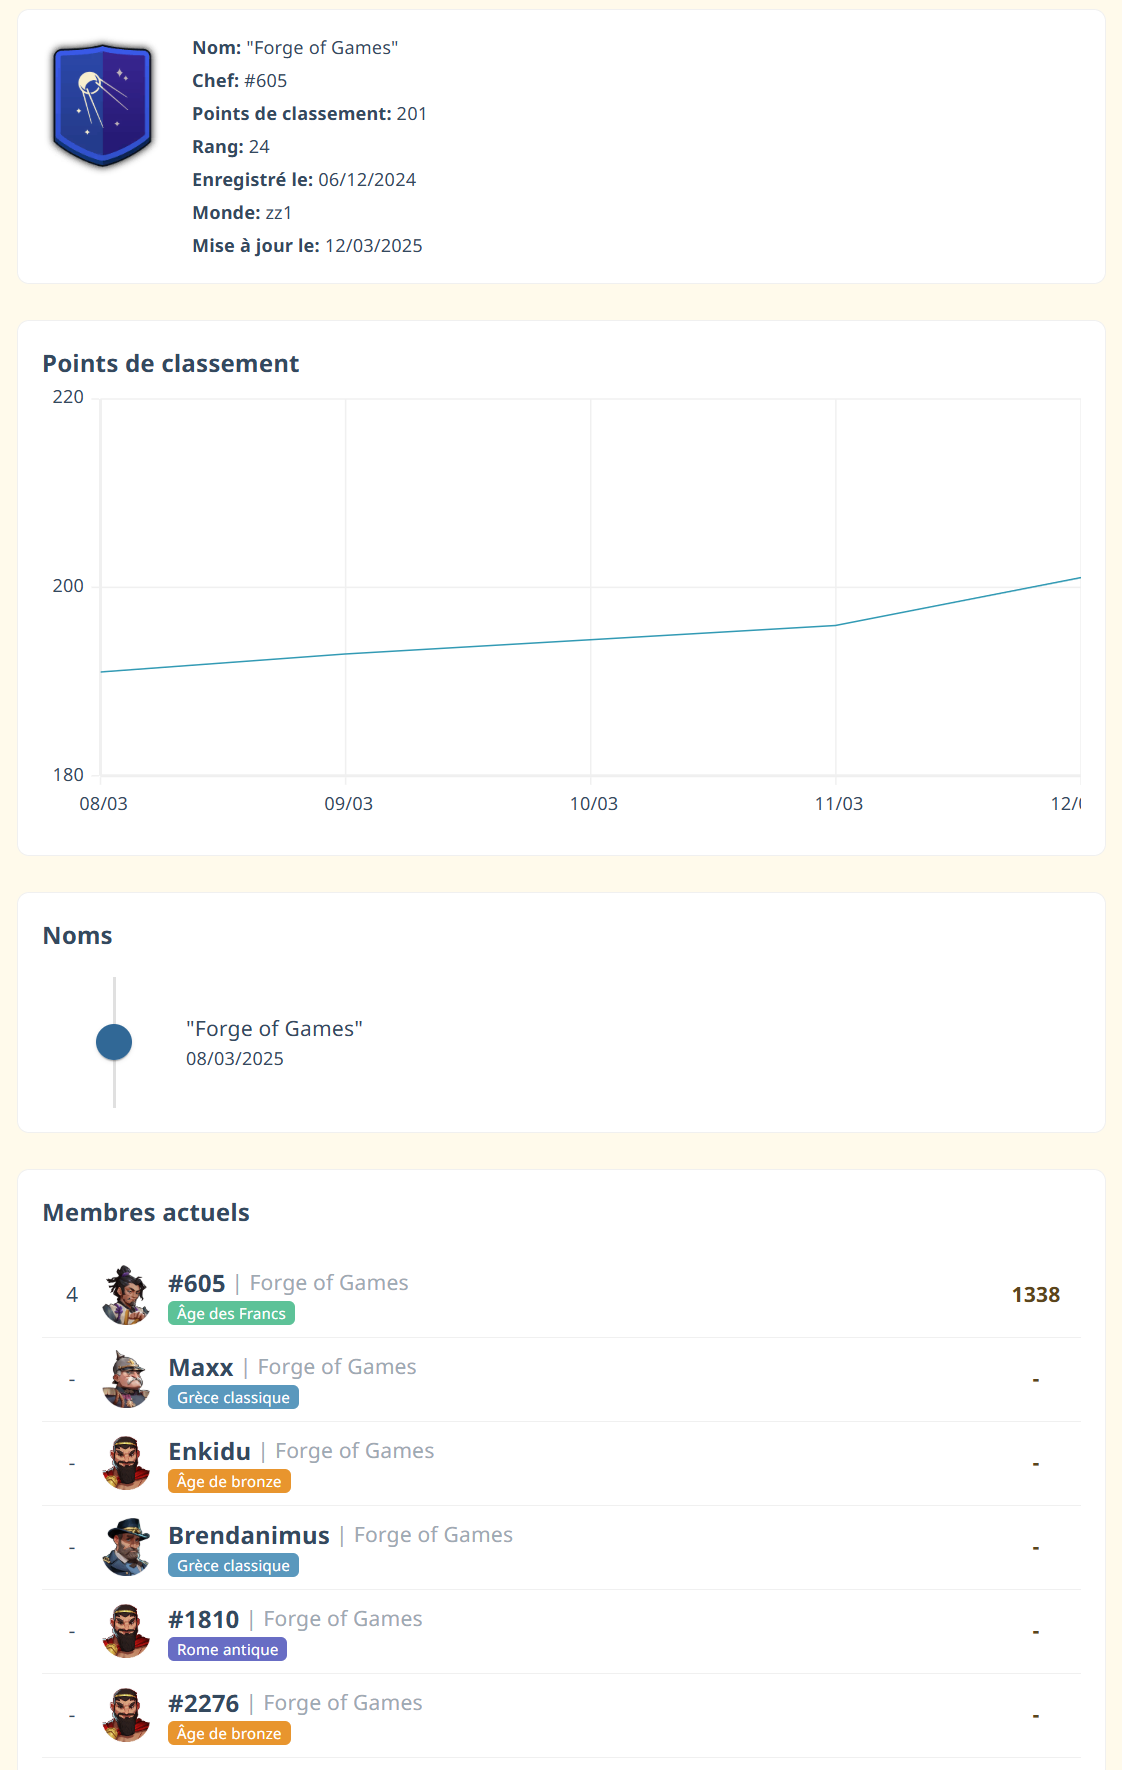 Nom: "Forge of Games"
Chef: #605
Points de classement: 201
Rang: 24
Enregistré le: 06/12/2024
Monde: zz1
Mise à jour le: 12/03/2025
Points de classement
220
200
180
08/03 09/03 10/03 11/03 12/0
Noms
"Forge of Games"
08/03/2025
Membres actuels
4 #605 | Forge of Games 1338
Âge des Francs
- Maxx | Forge of Games -
Grèce classique
- Enkidu | Forge of Games -
Âge de bronze
- Brendanimus | Forge of Games -
Grèce classique
- #1810 | Forge of Games -
Rome antique
- #2276 | Forge of Games -
Âge de bronze